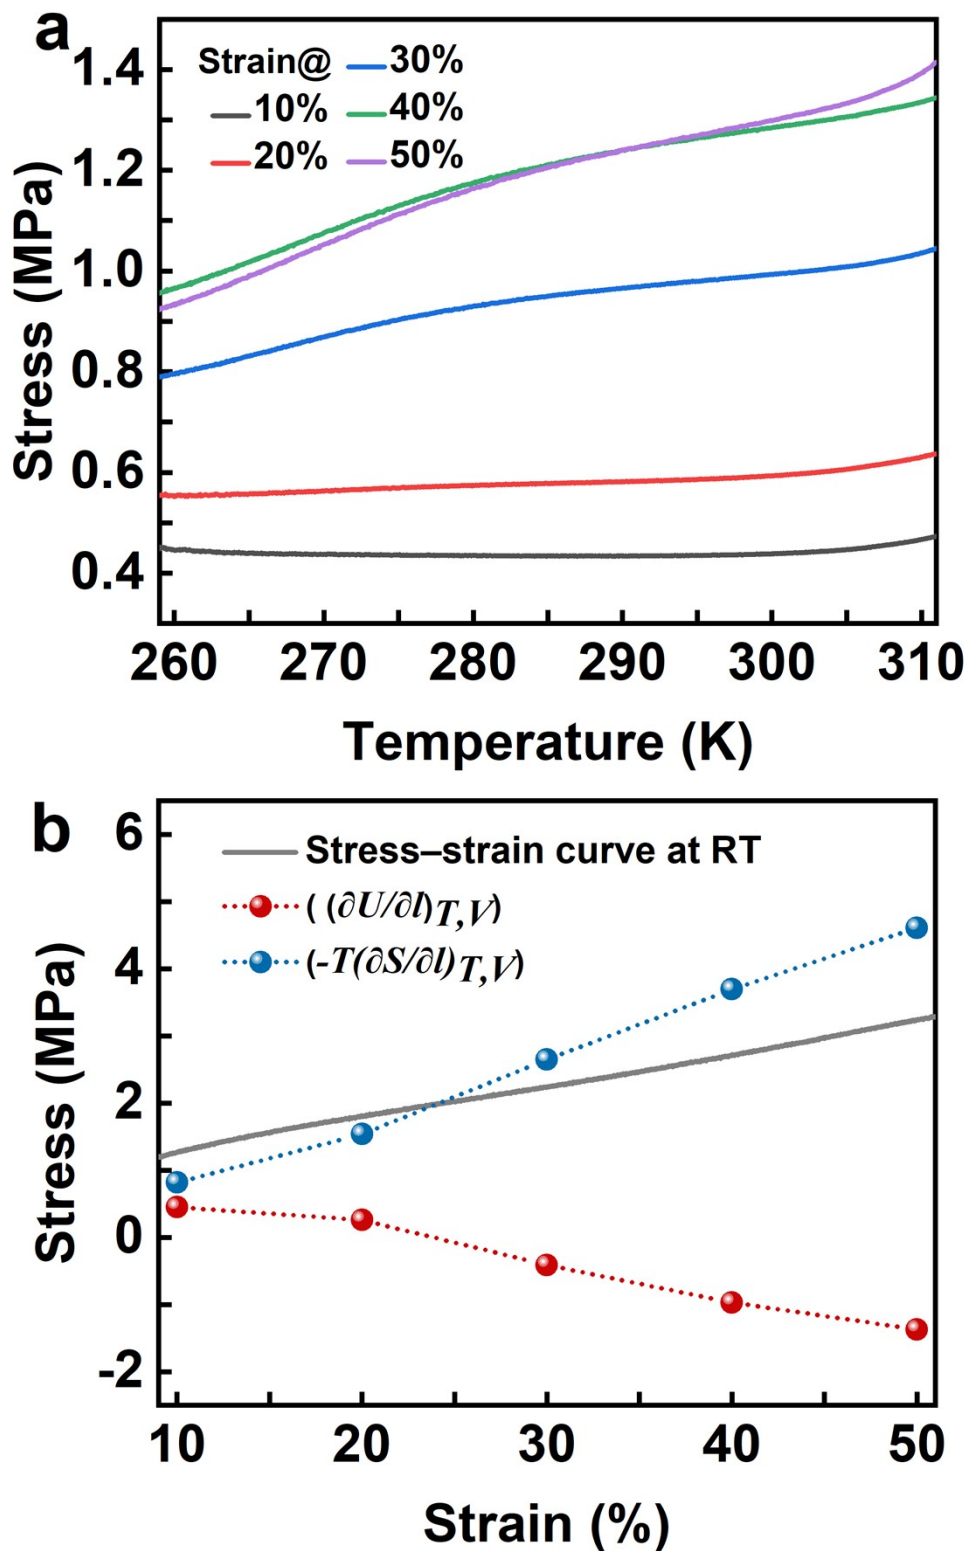 a
Strain@ 30%
10% 40%
20% 50%
1.4
1.2
1.0
0.8
0.6
0.4
Stress (MPa)
260 270 280 290 300 310
Temperature (K)
b
Stress–strain curve at RT
( (∂U/∂l)T,V)
(-T(∂S/∂l)T,V)
6
4
2
0
-2
Stress (MPa)
10 20 30 40 50
Strain (%)